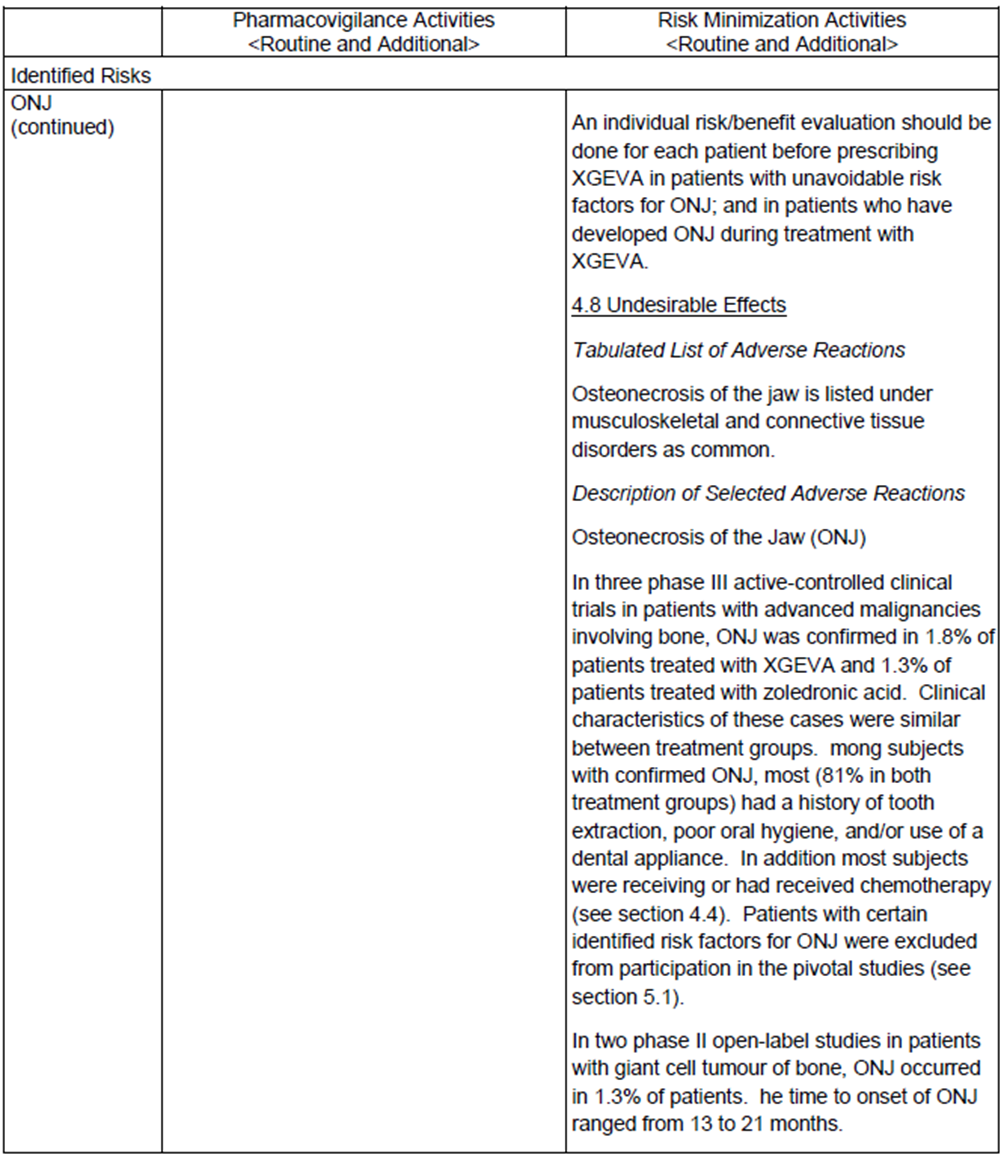 Pharmacovigilance Activities
<Routine and Additional>
Risk Minimization Activities
<Routine and Additional>
Identified Risks
ONJ
(continued)
An individual risk/benefit evaluation should be
done for each patient before prescribing
XGEVA in patients with unavoidable risk
factors for ONJ; and in patients who have
developed ONJ during treatment with
XGEVA.
4.8 Undesirable Effects
Tabulated List of Adverse Reactions
Osteonecrosis of the jaw is listed under
musculoskeletal and connective tissue
disorders as common.
Description of Selected Adverse Reactions
Osteonecrosis of the Jaw (ONJ)
In three phase III active-controlled clinical
trials in patients with advanced malignancies
involving bone, ONJ was confirmed in 1.8% of
patients treated with XGEVA and 1.3% of
patients treated with zoledronic acid.  Clinical
characteristics of these cases were similar
between treatment groups.  mong subjects
with confirmed ONJ, most (81% in both
treatment groups) had a history of tooth
extraction, poor oral hygiene, and/or use of a
dental appliance.  In addition most subjects
were receiving or had received chemotherapy
(see section 4.4).  Patients with certain
identified risk factors for ONJ were excluded
from participation in the pivotal studies (see
section 5.1).
In two phase II open-label studies in patients
with giant cell tumour of bone, ONJ occurred
in 1.3% of patients.  he time to onset of ONJ
ranged from 13 to 21 months.